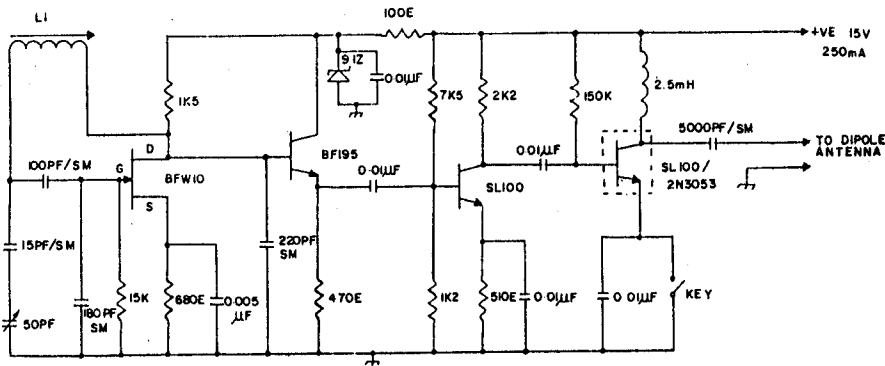 L1
100E
+VE 15V
250mA
9.1Z
0.01µF
1K5
7K5
2K2
150K
2.5mH
5000PF/SM
TO DIPOLE
ANTENNA
D
BF195
0.01µF
0.01µF
100PF/SM
G
BFW10
SL100
SL100/
2N3053
S
15PF/SM
220PF
SM
15K
680E
0.005
µF
470E
1K2
510E
0.01µF
0.01µF
KEY
50PF
180PF
SM